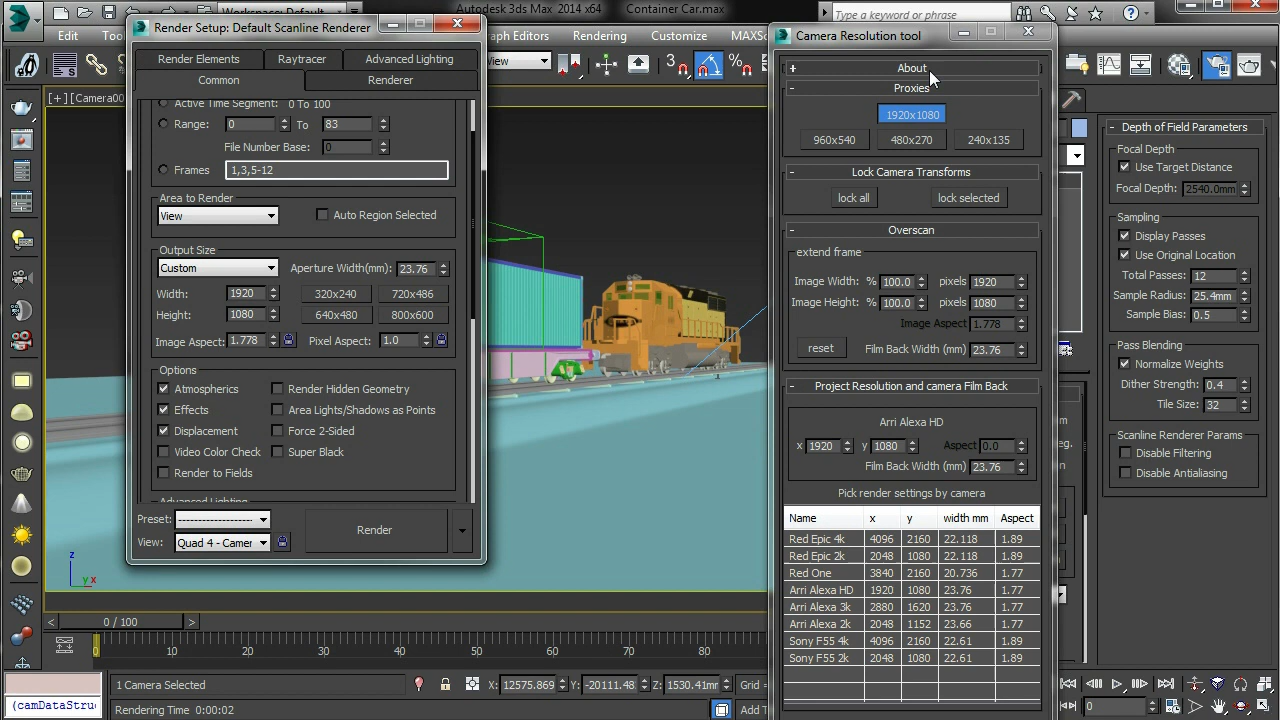 Workspace: Default
Autodesk 3ds Max 2014 x64
Container Car.max
Type a keyword or phrase
Edit
Graph Editors
Rendering
Customize
[+] [Camera00
View
3
Render Setup: Default Scanline Renderer
Render Elements
Raytracer
Advanced Lighting
Common
Renderer
Active Time Segment: 0 To 100
Range: 0 To 83
File Number Base: 0
Frames 1,3,5-12
Area to Render
View
Auto Region Selected
Output Size
Custom
Aperture Width(mm): 23.76
Width: 1920 320x240 720x486
Height: 1080 640x480 800x600
Image Aspect: 1.778 Pixel Aspect: 1.0
Options
Atmospherics Render Hidden Geometry
Effects Area Lights/Shadows as Points
Displacement Force 2-Sided
Video Color Check Super Black
Render to Fields
Advanced Lighting
Preset: --------------------
Render
View: Quad 4 - Camer
Camera Resolution tool
+ About
- Proxies
1920x1080
960x540 480x270 240x135
- Lock Camera Transforms
lock all lock selected
- Overscan
extend frame
Image Width: % 100.0 pixels 1920
Image Height: % 100.0 pixels 1080
Image Aspect 1.778
reset Film Back Width (mm) 23.76
- Project Resolution and camera Film Back
Arri Alexa HD
x 1920 y 1080 Aspect 0.0
Film Back Width (mm) 23.76
Pick render settings by camera
Name x y width mm Aspect
Red Epic 4k 4096 2160 22.118 1.89
Red Epic 2k 2048 1080 22.118 1.89
Red One 3840 2160 20.736 1.77
Arri Alexa HD 1920 1080 23.76 1.77
Arri Alexa 3k 2880 1620 23.76 1.77
Arri Alexa 2k 2048 1152 23.66 1.77
Sony F55 4k 4096 2160 22.61 1.89
Sony F55 2k 2048 1080 22.61 1.89
- Depth of Field Parameters
Focal Depth
Use Target Distance
Focal Depth: 2540.0mm
Sampling
Display Passes
Use Original Location
Total Passes: 12
Sample Radius: 25.4mm
Sample Bias: 0.5
Pass Blending
Normalize Weights
Dither Strength: 0.4
Tile Size: 32
Scanline Renderer Params
Disable Filtering
Disable Antialiasing
z
y x
< 0 / 100 >
0 10 20 30 40 50 60 70 80
1 Camera Selected
X: 12575.869 Y: -20111.48 Z: 1530.41mm Grid =
(camDataStruc
Rendering Time 0:00:02
0